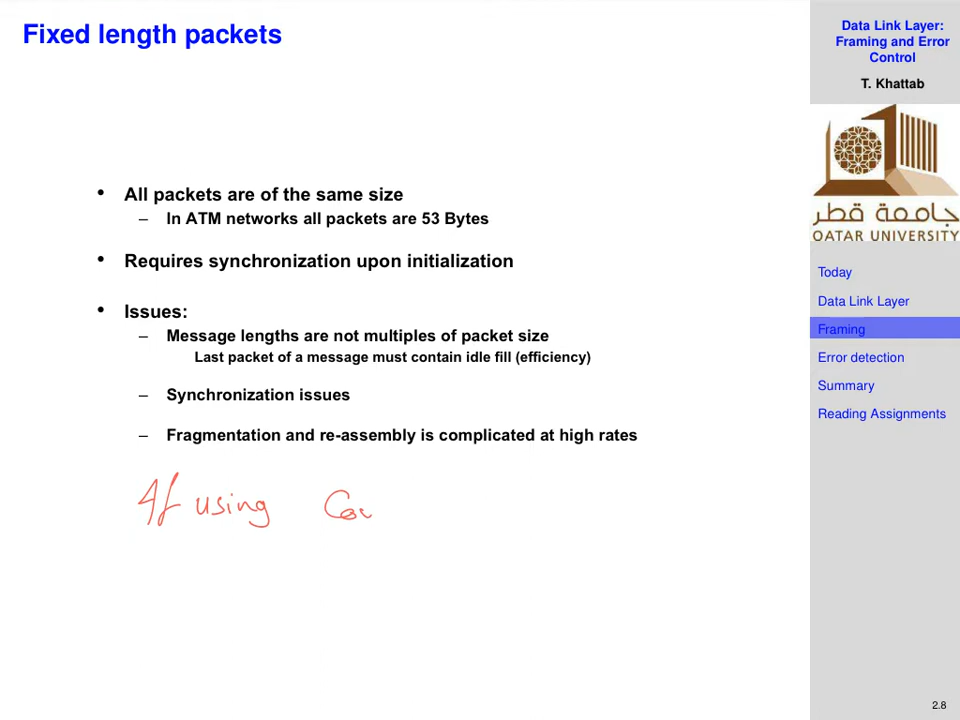 Fixed length packets
• All packets are of the same size
– In ATM networks all packets are 53 Bytes
• Requires synchronization upon initialization
• Issues:
– Message lengths are not multiples of packet size
Last packet of a message must contain idle fill (efficiency)
– Synchronization issues
– Fragmentation and re-assembly is complicated at high rates
If using
Data Link Layer:
Framing and Error
Control
T. Khattab
جامعة قطر
QATAR UNIVERSITY
Today
Data Link Layer
Framing
Error detection
Summary
Reading Assignments
2.8